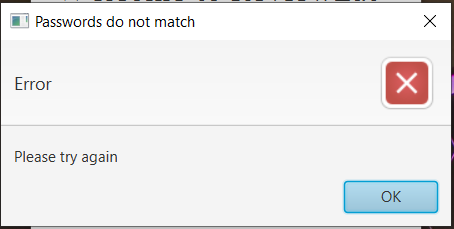 Passwords do not match
Error
Please try again
OK